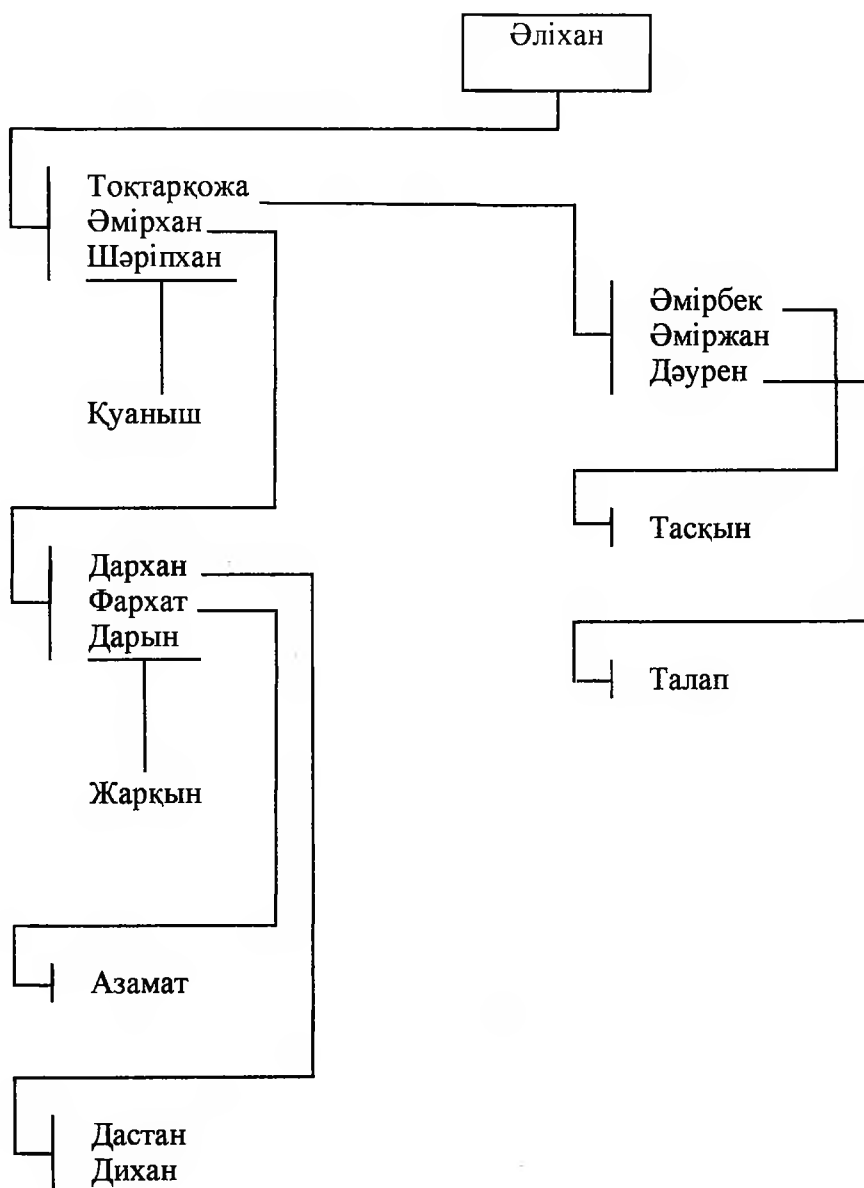 Әліхан
Тоқтарқожа
Әмірхан
Шәріпхан
Қуаныш
Әмірбек
Әміржан
Дәурен
Тасқын
Талап
Дархан
Фархат
Дарын
Жарқын
Азамат
Дастан
Дихан